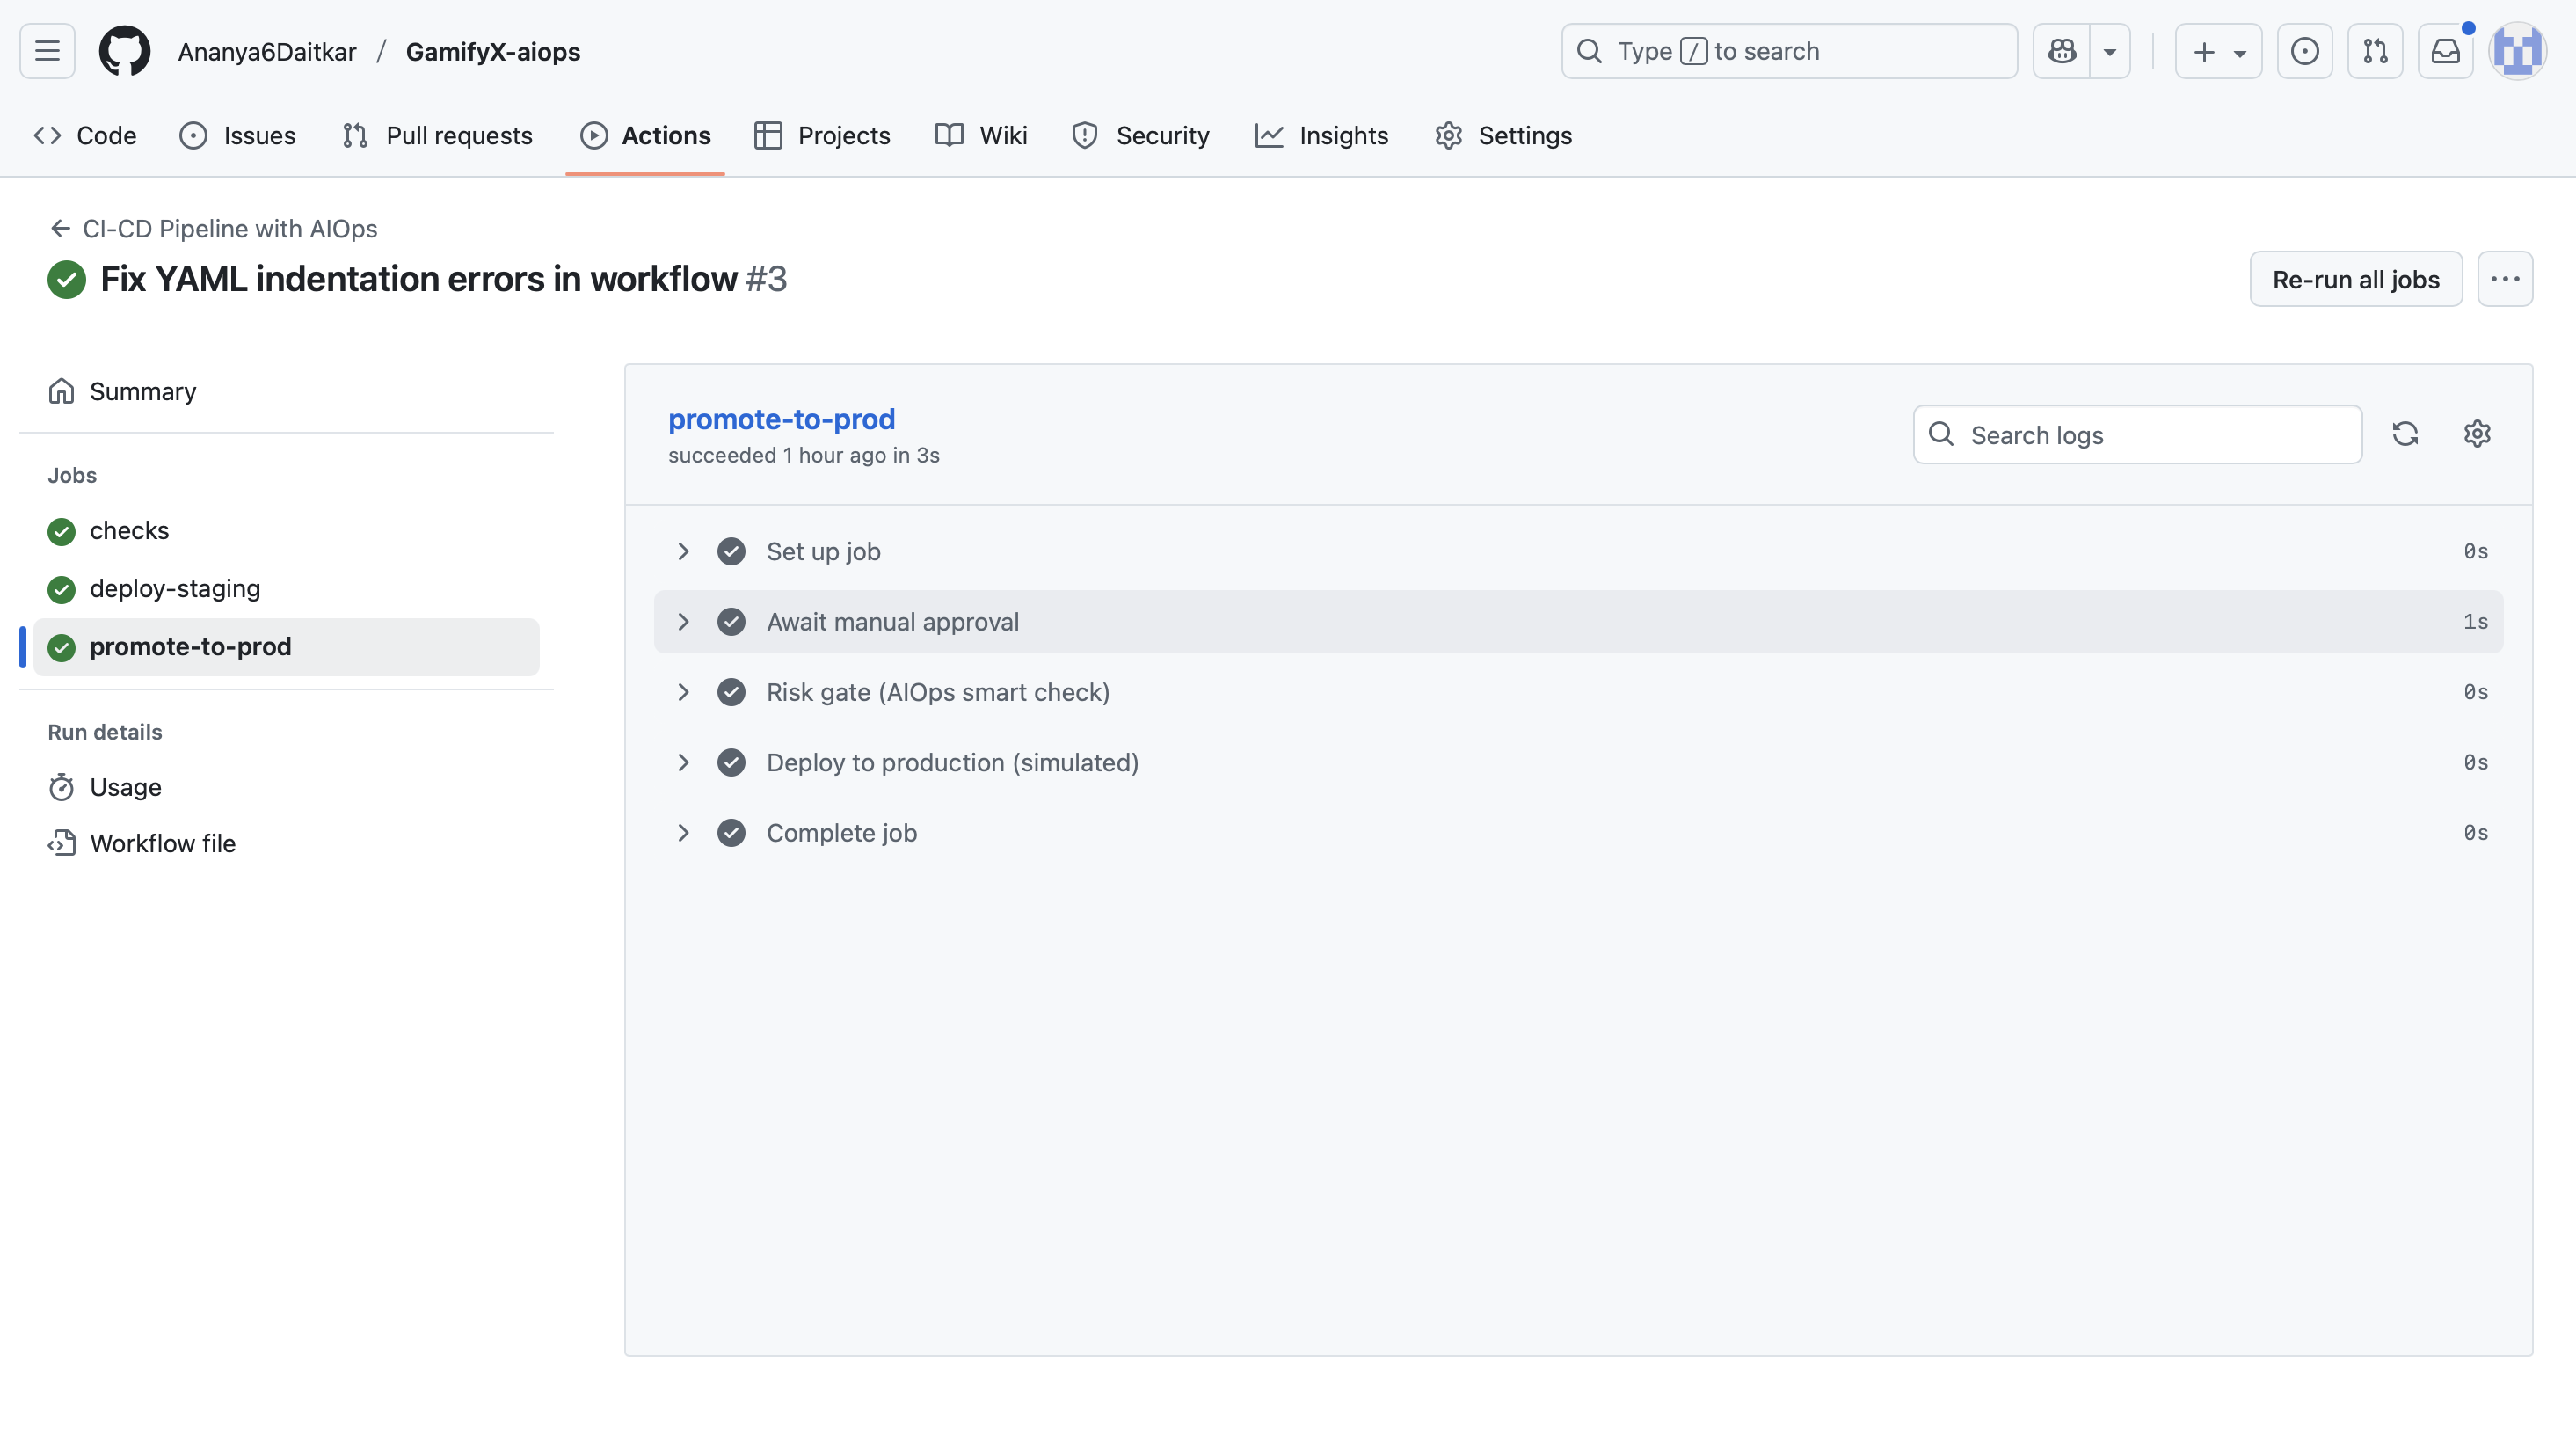 Ananya6Daitkar / GamifyX-aiops
Type / to search
Code Issues Pull requests Actions Projects Wiki Security Insights Settings
CI-CD Pipeline with AIOps
Fix YAML indentation errors in workflow #3
Re-run all jobs
Summary
Jobs
checks
deploy-staging
promote-to-prod
Run details
Usage
Workflow file
promote-to-prod
succeeded 1 hour ago in 3s
Search logs
Set up job 0s
Await manual approval 1s
Risk gate (AIOps smart check) 0s
Deploy to production (simulated) 0s
Complete job 0s